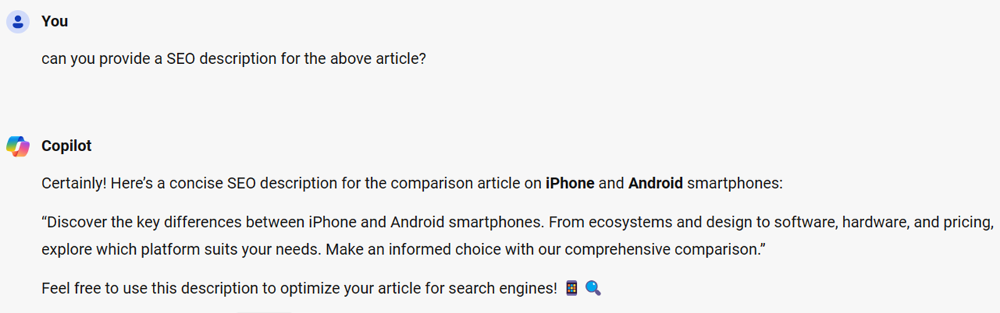 You
can you provide a SEO description for the above article?
Copilot
Certainly! Here’s a concise SEO description for the comparison article on iPhone and Android smartphones:
“Discover the key differences between iPhone and Android smartphones. From ecosystems and design to software, hardware, and pricing,
explore which platform suits your needs. Make an informed choice with our comprehensive comparison.”
Feel free to use this description to optimize your article for search engines! 📱 🔍